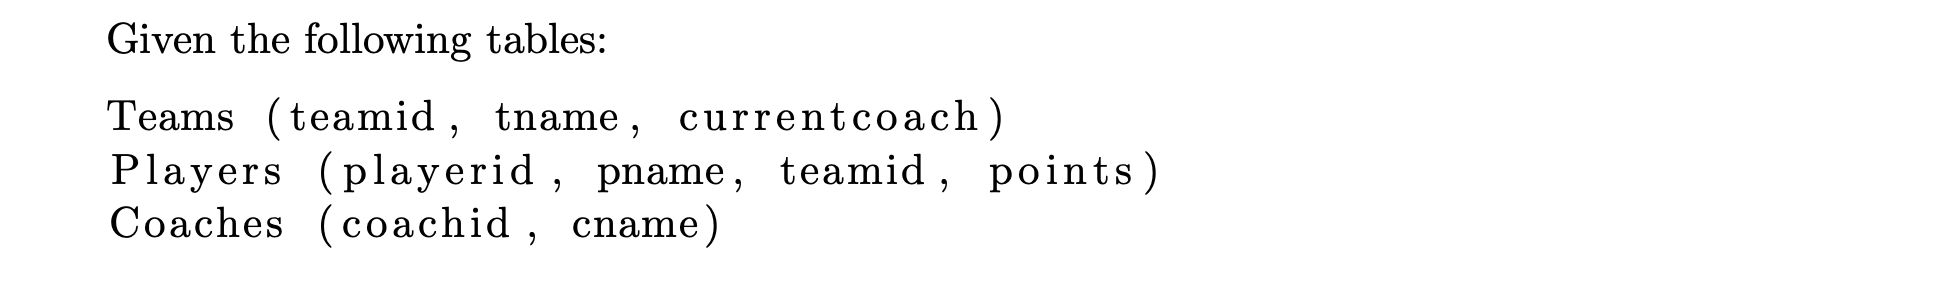 Given the following tables:
Teams (teamid, tname, currentcoach)
Players (playerid, pname, teamid, points)
Coaches (coachid, cname)